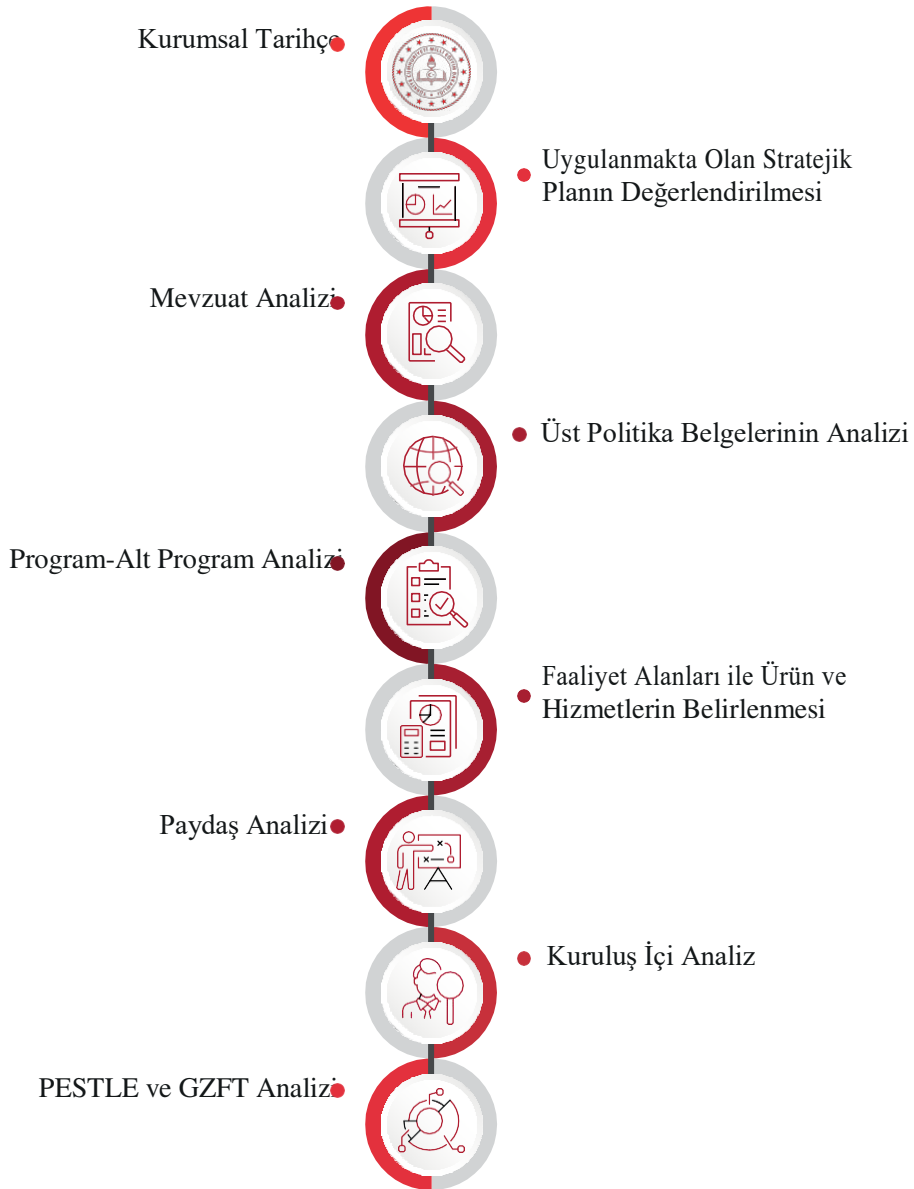 Kurumsal Tarihçe
Uygulanmakta Olan Stratejik
Planın Değerlendirilmesi
Mevzuat Analizi
Üst Politika Belgelerinin Analizi
Program-Alt Program Analizi
Faaliyet Alanları ile Ürün ve
Hizmetlerin Belirlenmesi
Paydaş Analizi
Kuruluş İçi Analiz
PESTLE ve GZFT Analizi